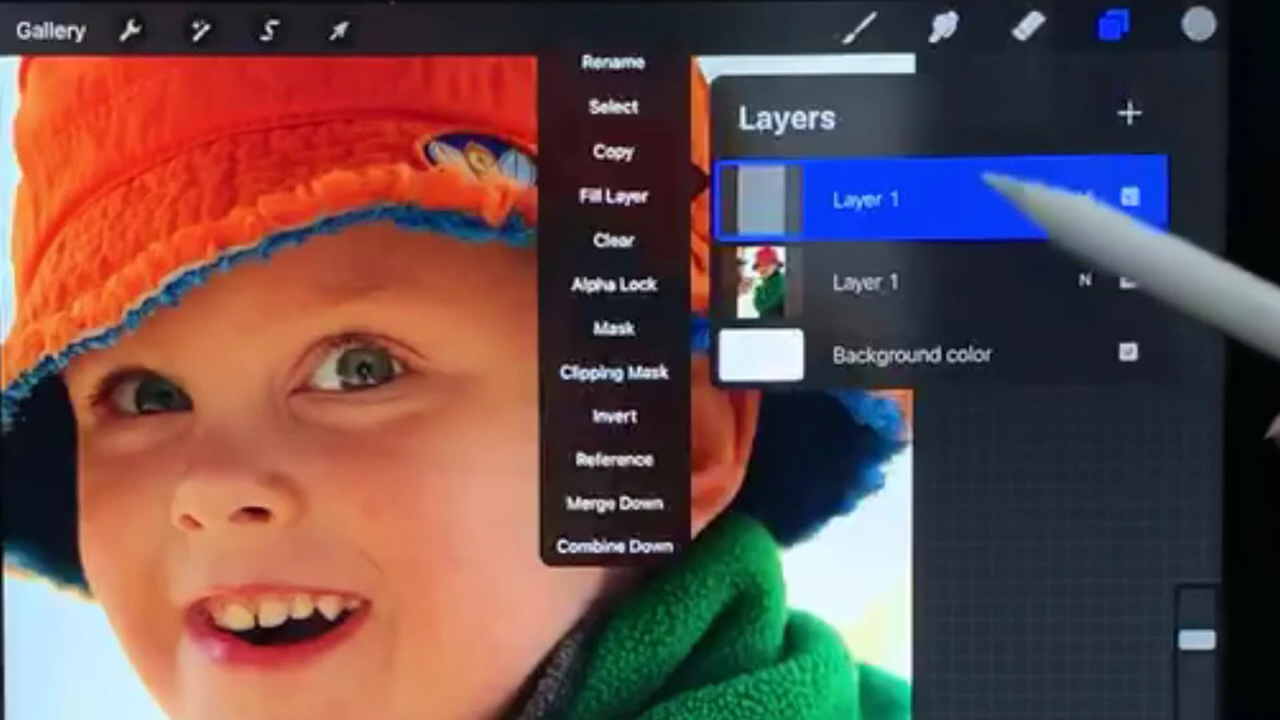 Gallery
Rename
Select
Copy
Fill Layer
Clear
Alpha Lock
Mask
Clipping Mask
Invert
Reference
Merge Down
Combine Down
Layers
Layer 1
Layer 1 N
Background color